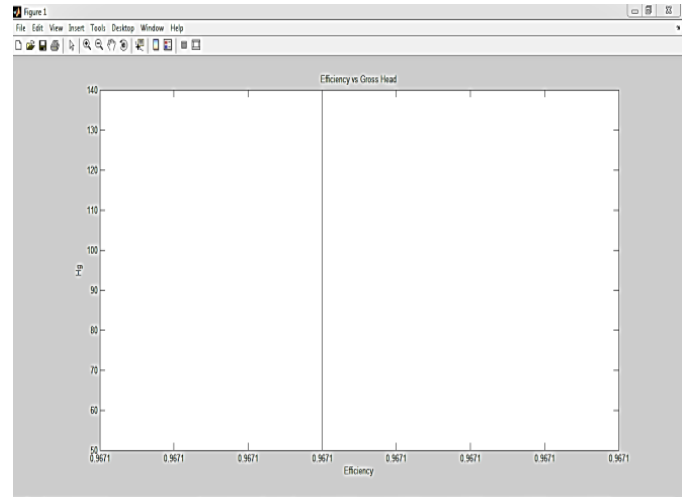 Figure 1
File Edit View Insert Tools Desktop Window Help
Efficiency vs Gross Head
140
130
120
110
100
90
80
70
60
50
Hg
0.9671 0.9671 0.9671 0.9671 0.9671 0.9671 0.9671 0.9671
Efficiency